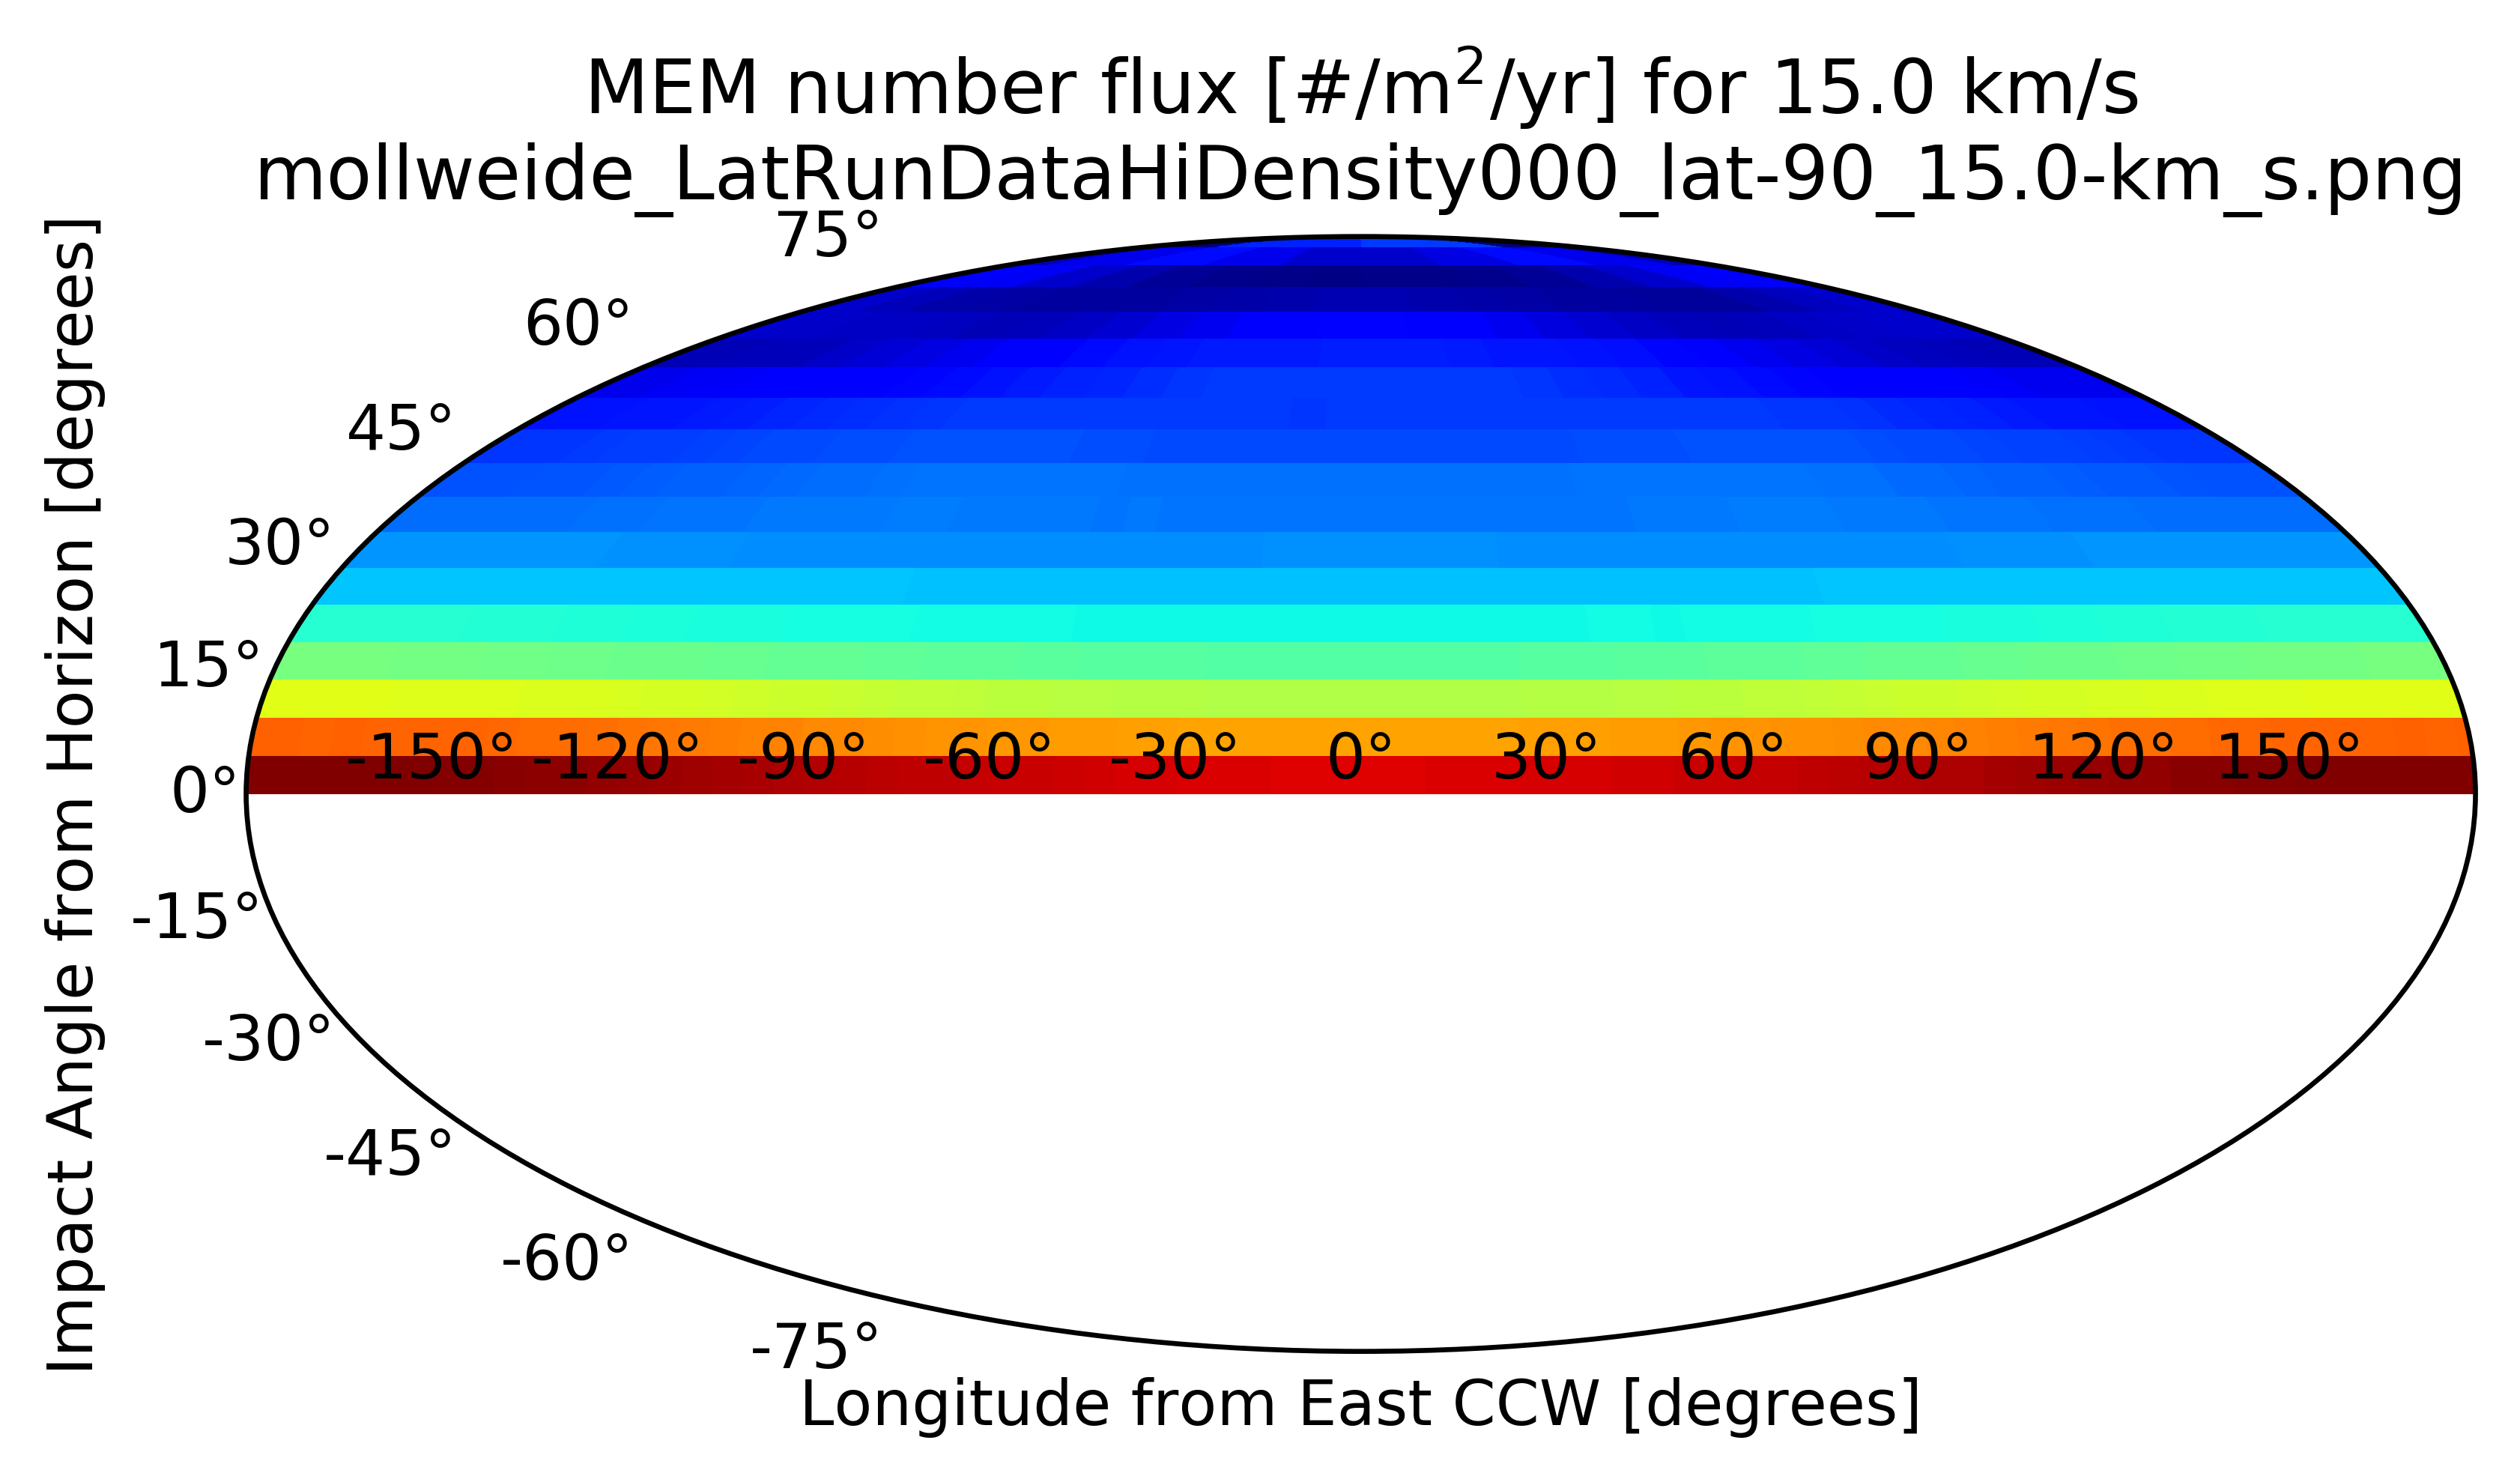 MEM number flux [#/m²/yr] for 15.0 km/s
mollweide_LatRunDataHiDensity000_lat-90_15.0-km_s.png
Impact Angle from Horizon [degrees]
75°
60°
45°
30°
15°
0°
-15°
-30°
-45°
-60°
-75°
-150° -120° -90° -60° -30° 0° 30° 60° 90° 120° 150°
Longitude from East CCW [degrees]